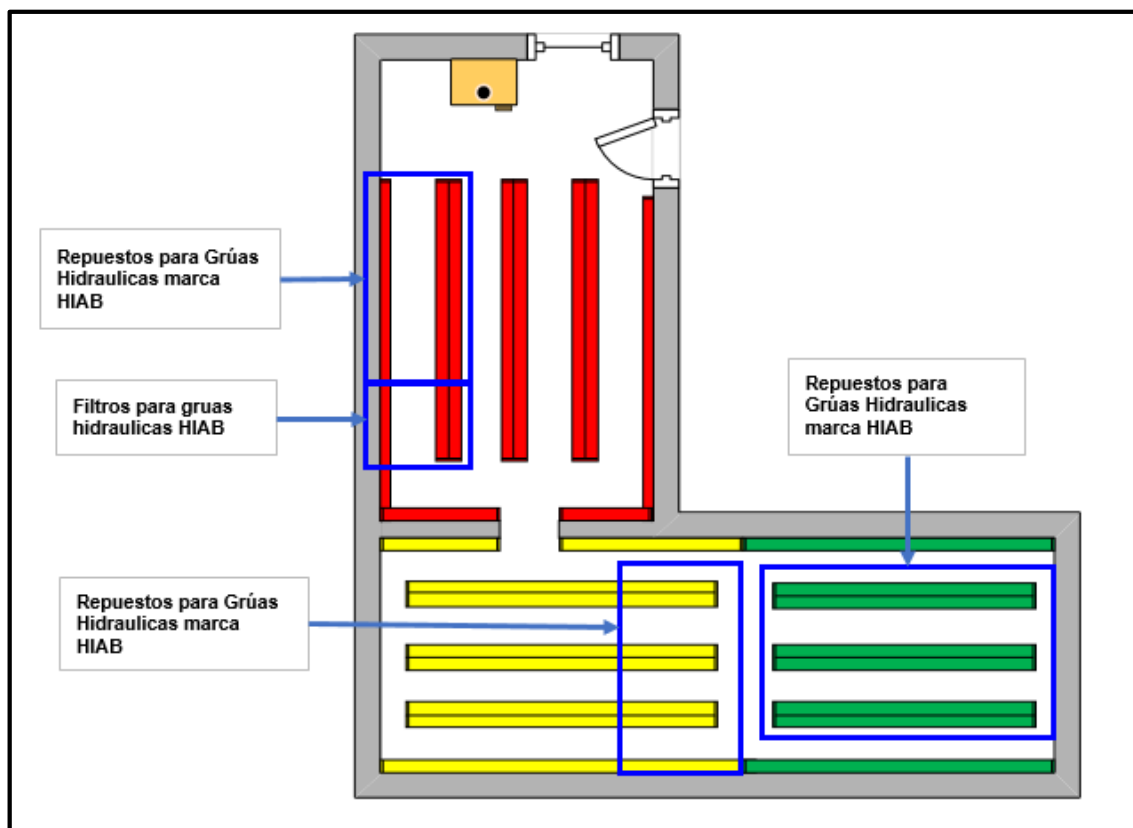 Repuestos para Grúas
Hidraulicas marca
HIAB
Filtros para gruas
hidraulicas HIAB
Repuestos para
Grúas Hidraulicas
marca HIAB
Repuestos para Grúas
Hidraulicas marca
HIAB